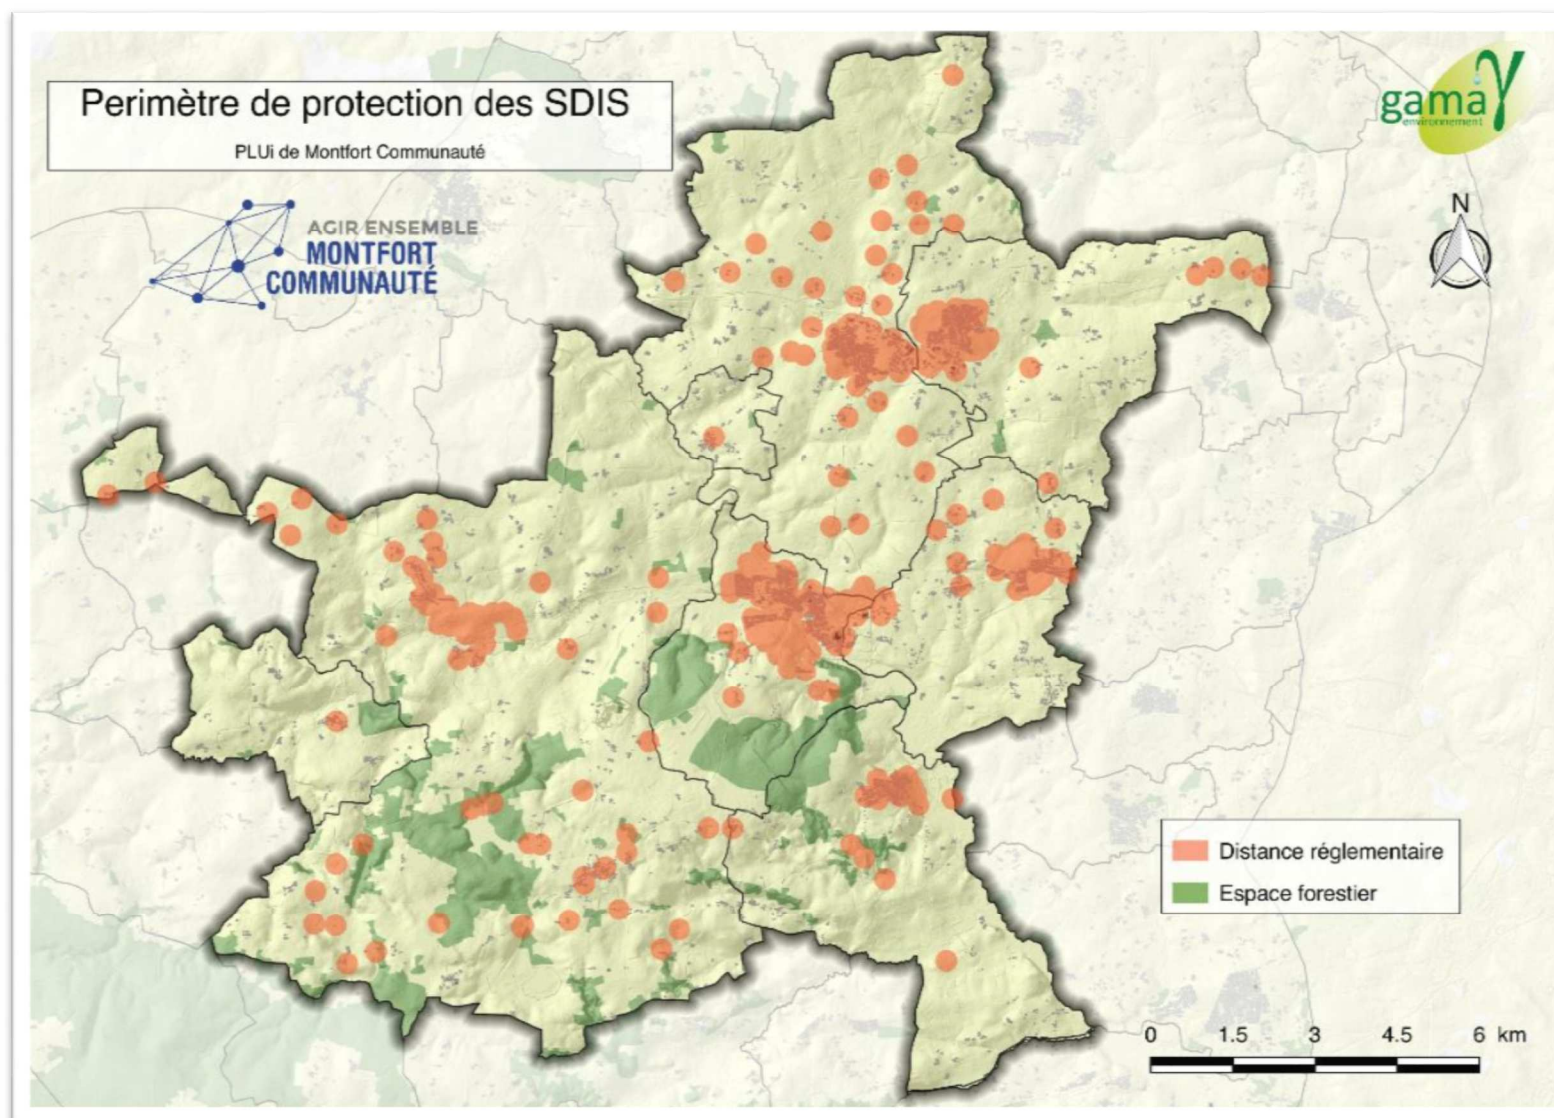 Perimètre de protection des SDIS
PLUi de Montfort Communauté
AGIR ENSEMBLE
MONTFORT
COMMUNAUTÉ
gama
environnement
N
Distance réglementaire
Espace forestier
0 1.5 3 4.5 6 km